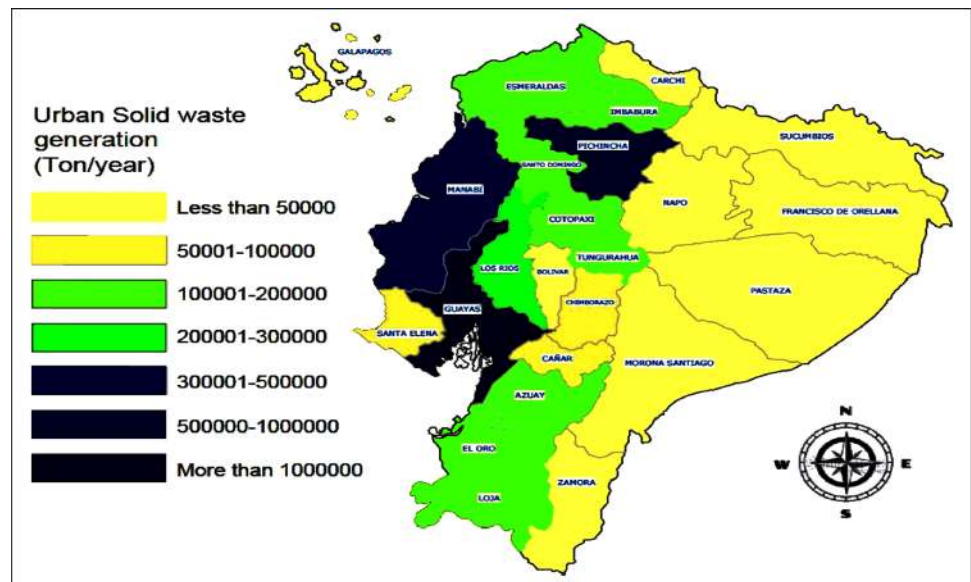 GALAPAGOS
Urban Solid waste
generation
(Ton/year)
Less than 50000
50001-100000
100001-200000
200001-300000
300001-500000
500000-1000000
More than 1000000
CARCHI
ESMERALDAS
IMBABURA
SUCUMBIOS
PICHINCHA
SANTO DOMINGO
MANABÍ
NAPO
FRANCISCO DE ORELLANA
COTOPAXI
TUNGURAHUA
LOS RIOS
BOLIVAR
PASTAZA
CHIMBORAZO
GUAYAS
SANTA ELENA
CAÑAR
MORONA SANTIAGO
AZUAY
EL ORO
ZAMORA
LOJA
N
W
E
S